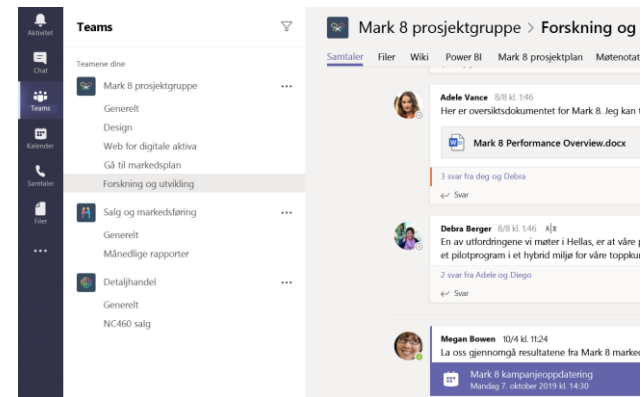 Aktivitet
Chat
Teams
Kalender
Samtaler
Filer
Teams
Teamene dine
Mark 8 prosjektgruppe
Generelt
Design
Web for digitale aktiva
Gå til markedsplan
Forskning og utvikling
Salg og markedsføring
Generelt
Månedlige rapporter
Detaljhandel
Generelt
NC460 salg
Mark 8 prosjektgruppe > Forskning og
Samtaler Filer Wiki Power BI Mark 8 prosjektplan Møtenotat
Adele Vance 8/8 kl. 1:46
Her er oversiktsdokumentet for Mark 8. Jeg kan
Mark 8 Performance Overview.docx
3 svar fra deg og Debra
Svar
Debra Berger 8/8 kl. 1:46
En av utfordringene vi møter i Hellas, er at våre
et pilotprogram i et hybrid miljø for våre toppkun
2 svar fra Adele og Diego
Svar
Megan Bowen 10/4 kl. 11:24
La oss gjennomgå resultatene fra Mark 8 marked
Mark 8 kampanjeoppdatering
Mandag 7. oktober 2019 kl. 14:30